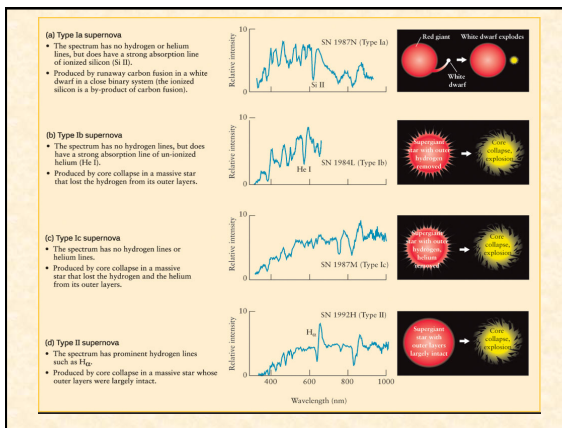 (a) Type Ia supernova
• The spectrum has no hydrogen or helium
lines, but does have a strong absorption line
of ionized silicon (Si II).
• Produced by runaway carbon fusion in a white
dwarf in a close binary system (the ionized
silicon is a by-product of carbon fusion).
Relative intensity
10
0
SN 1987N (Type Ia)
Si II
Red giant
White dwarf explodes
White
dwarf
(b) Type Ib supernova
• The spectrum has no hydrogen lines, but does
have a strong absorption line of un-ionized
helium (He I).
• Produced by core collapse in a massive star
that lost the hydrogen from its outer layers.
Relative intensity
10
0
He I
SN 1984L (Type Ib)
Supergiant
star with outer
hydrogen
removed
Core
collapse,
explosion
(c) Type Ic supernova
• The spectrum has no hydrogen lines or
helium lines.
• Produced by core collapse in a massive
star that lost the hydrogen and the helium
from its outer layers.
Relative intensity
10
0
SN 1987M (Type Ic)
Supergiant
star with outer
hydrogen,
helium
removed
Core
collapse,
explosion
(d) Type II supernova
• The spectrum has prominent hydrogen lines
such as Hα.
• Produced by core collapse in a massive star whose
outer layers were largely intact.
Relative intensity
10
0
SN 1992H (Type II)
Hα
400 600 800 1000
Wavelength (nm)
Supergiant
star with
outer layers
largely intact
Core
collapse,
explosion